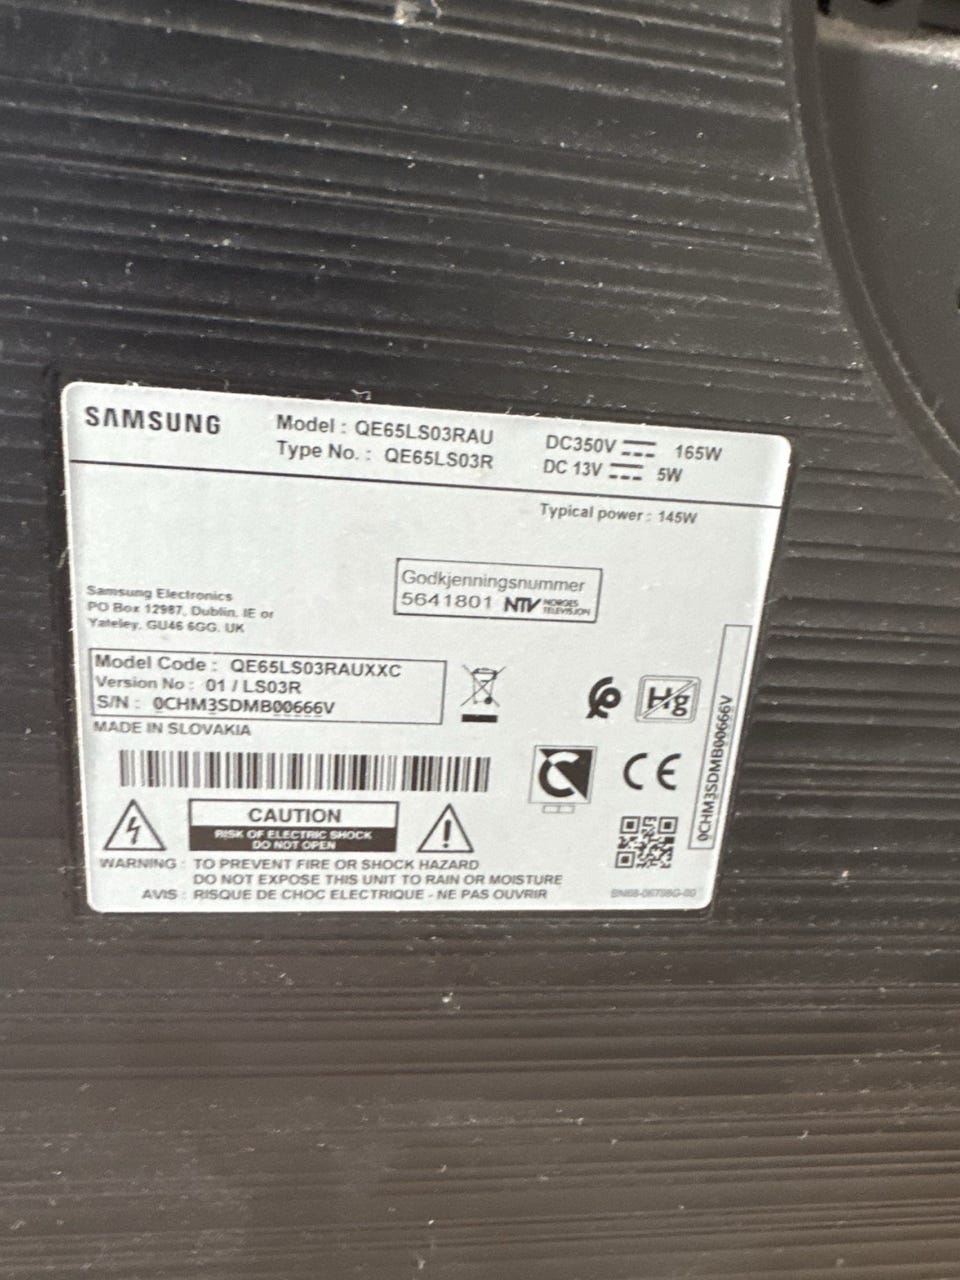 SAMSUNG
Model : QE65LS03RAU
Type No. : QE65LS03R
DC350V 165W
DC 13V 5W
Typical power : 145W
Godkjenningsnummer
5641801 NTV NORGES TELEVISJON
Samsung Electronics
PO Box 12987, Dublin. IE or
Yateley, GU46 6GG. UK
Model Code : QE65LS03RAUXXC
Version No : 01 / LS03R
S/N : 0CHM3SDMB00666V
MADE IN SLOVAKIA
Hg
CE
0CHM3SDMB00666V
CAUTION
RISK OF ELECTRIC SHOCK
DO NOT OPEN
WARNING : TO PREVENT FIRE OR SHOCK HAZARD
DO NOT EXPOSE THIS UNIT TO RAIN OR MOISTURE
AVIS : RISQUE DE CHOC ELECTRIQUE - NE PAS OUVRIR